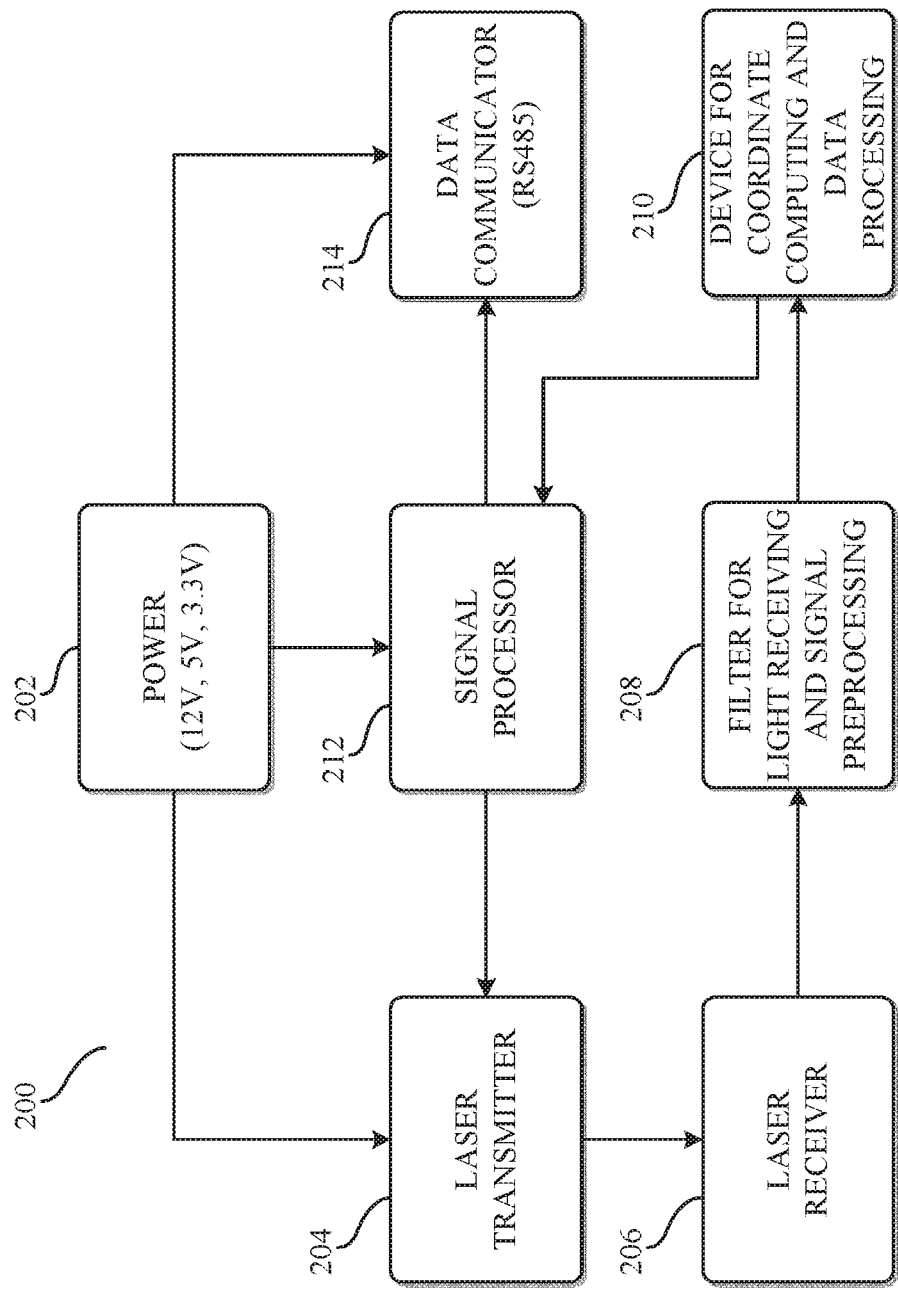 200
202
POWER
(12V, 5V, 3.3V)
204
LASER
TRANSMITTER
212
SIGNAL
PROCESSOR
214
DATA
COMMUNICATOR
(RS485)
206
LASER
RECEIVER
208
FILTER FOR
LIGHT RECEIVING
AND SIGNAL
PREPROCESSING
210
DEVICE FOR
COORDINATE
COMPUTING AND
DATA
PROCESSING